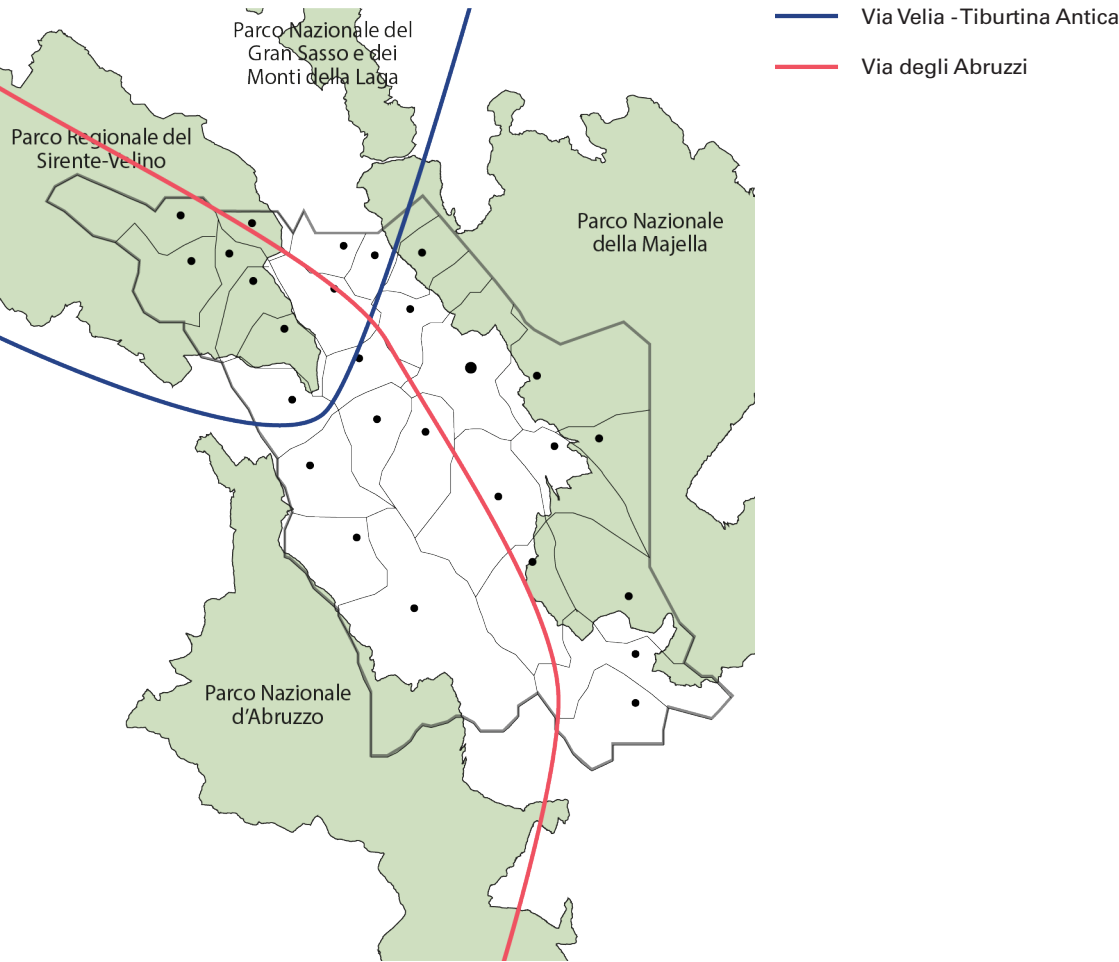 Parco Nazionale del
Gran Sasso e dei
Monti della Laga
Via Velia - Tiburtina Antica
Via degli Abruzzi
Parco Regionale del
Sirente-Velino
Parco Nazionale
della Majella
Parco Nazionale
d'Abruzzo